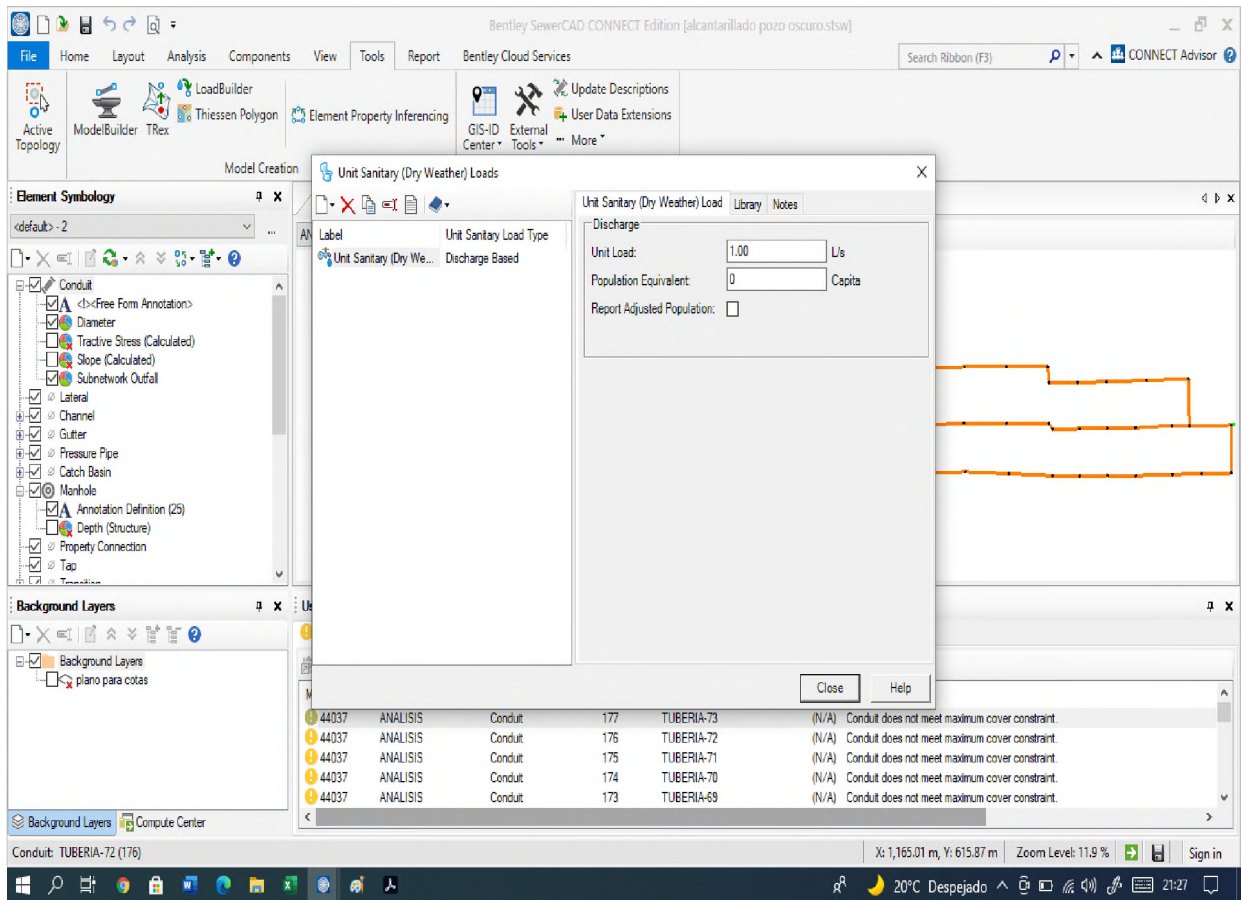 Bentley SewerCAD CONNECT Edition [alcantarillado pozo oscuro.stsw]
File Home Layout Analysis Components View Tools Report Bentley Cloud Services Search Ribbon (F3) CONNECT Advisor
Active Topology
ModelBuilder
TRex
LoadBuilder
Thiessen Polygon
Element Property Inferencing
GIS-ID Center
External Tools
Update Descriptions
User Data Extensions
More
Model Creation
Element Symbology
<default> - 2
Conduit
<!><Free Form Annotation>
Diameter
Tractive Stress (Calculated)
Slope (Calculated)
Subnetwork Outfall
Lateral
Channel
Gutter
Pressure Pipe
Catch Basin
Manhole
Annotation Definition (25)
Depth (Structure)
Property Connection
Tap
Transition
Background Layers
Background Layers
plano para cotas
Background Layers Compute Center
Unit Sanitary (Dry Weather) Loads
Label Unit Sanitary Load Type
Unit Sanitary (Dry We... Discharge Based
Unit Sanitary (Dry Weather) Load Library Notes
Discharge
Unit Load: 1.00 L/s
Population Equivalent: 0 Capita
Report Adjusted Population:
Close Help
44037 ANALISIS Conduit 177 TUBERIA-73 (N/A) Conduit does not meet maximum cover constraint.
44037 ANALISIS Conduit 176 TUBERIA-72 (N/A) Conduit does not meet maximum cover constraint.
44037 ANALISIS Conduit 175 TUBERIA-71 (N/A) Conduit does not meet maximum cover constraint.
44037 ANALISIS Conduit 174 TUBERIA-70 (N/A) Conduit does not meet maximum cover constraint.
44037 ANALISIS Conduit 173 TUBERIA-69 (N/A) Conduit does not meet maximum cover constraint.
Conduit: TUBERIA-72 (176) X: 1,165.01 m, Y: 615.87 m Zoom Level: 11.9 % Sign in
20°C Despejado 21:27